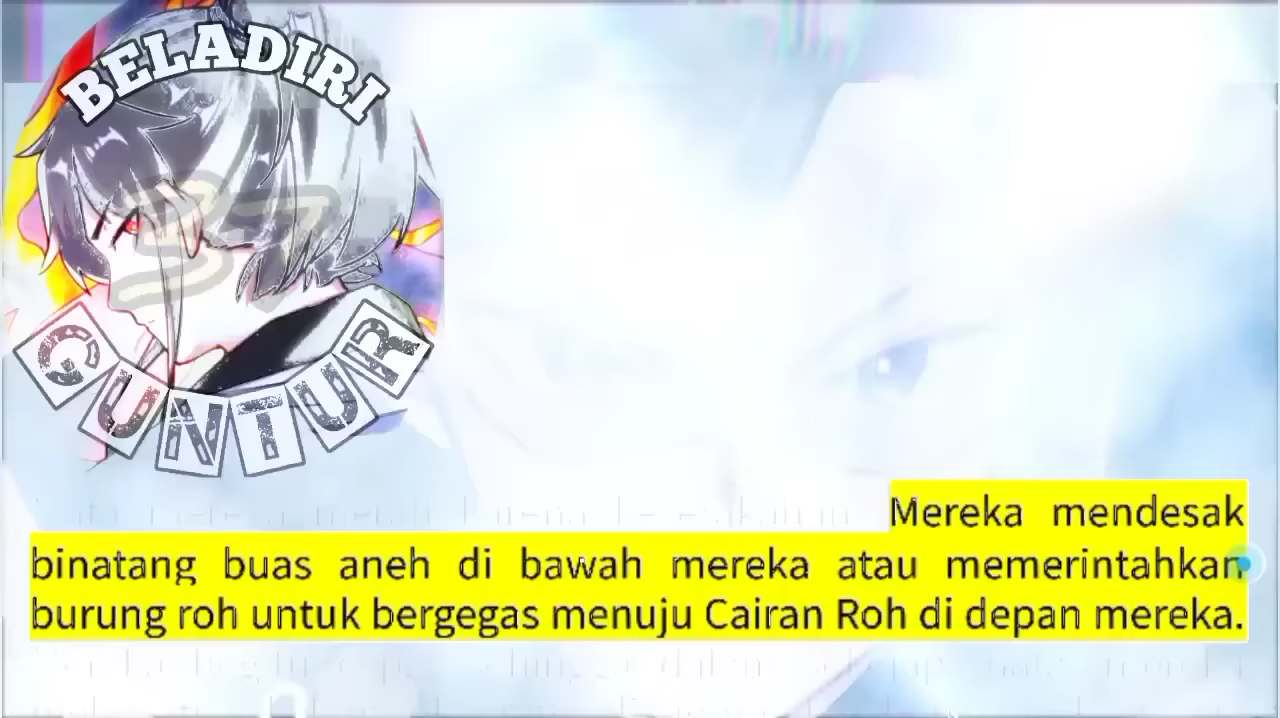 BELADIRI
GUNTUR
Mereka mendesak
binatang buas aneh di bawah mereka atau memerintahkan
burung roh untuk bergegas menuju Cairan Roh di depan mereka.